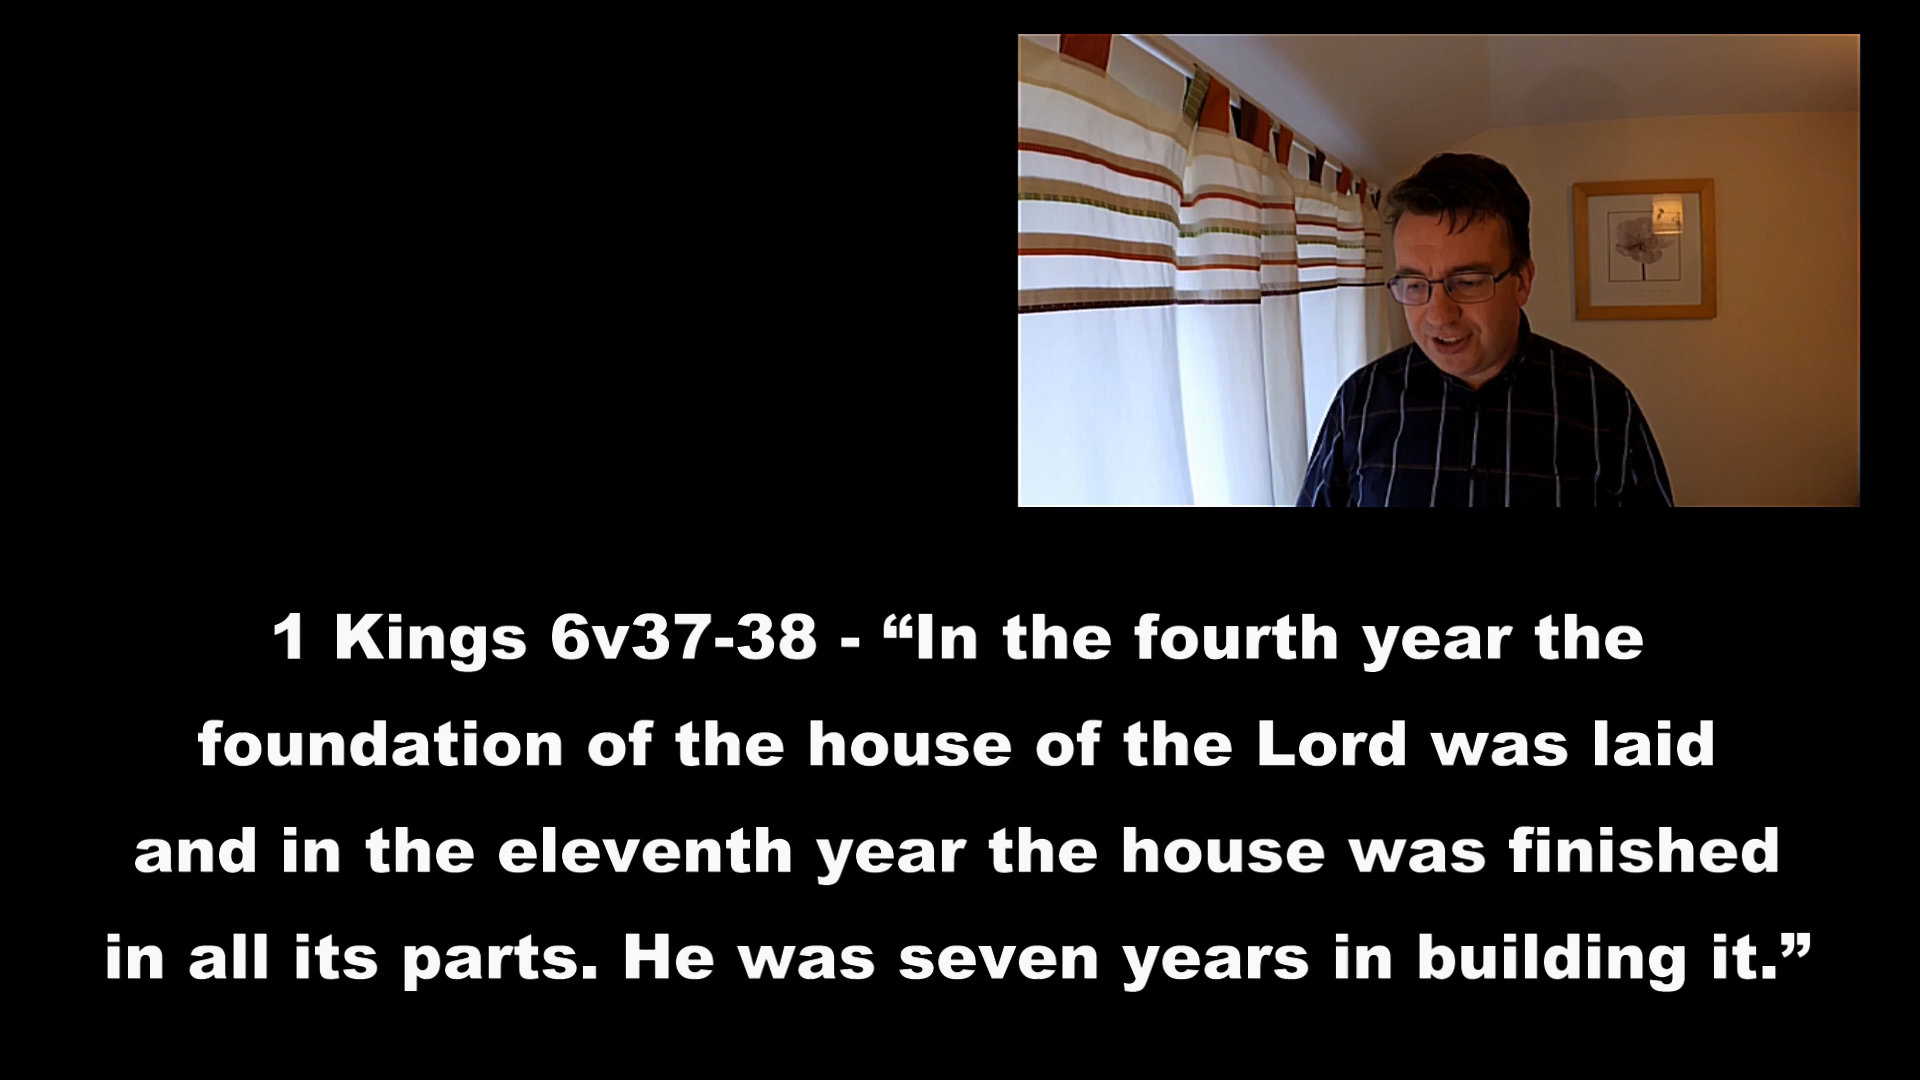 1 Kings 6v37-38 - “In the fourth year the
foundation of the house of the Lord was laid
and in the eleventh year the house was finished
in all its parts. He was seven years in building it.”